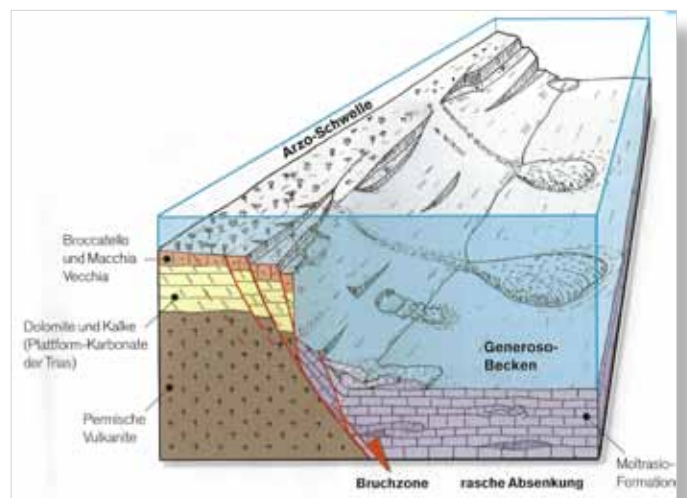 Arzo-Schwelle
Broccatello
und Macchia
Vecchia
Dolomite und Kalke
(Plattform-Karbonate
der Trias)
Permische
Vulkanite
Generoso-
Becken
Moltrasio-
Formation
Bruchzone
rasche Absenkung